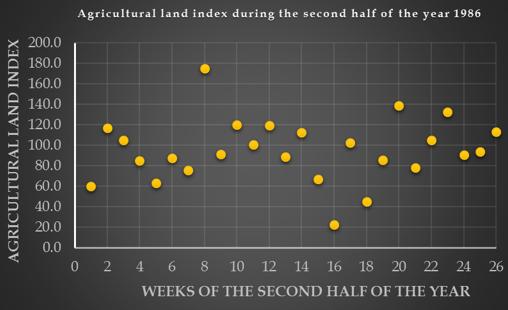 Agricultural land index during the second half of the year 1986
AGRICULTURAL LAND INDEX
200.0
180.0
160.0
140.0
120.0
100.0
80.0
60.0
40.0
20.0
0.0
0 2 4 6 8 10 12 14 16 18 20 22 24 26
WEEKS OF THE SECOND HALF OF THE YEAR